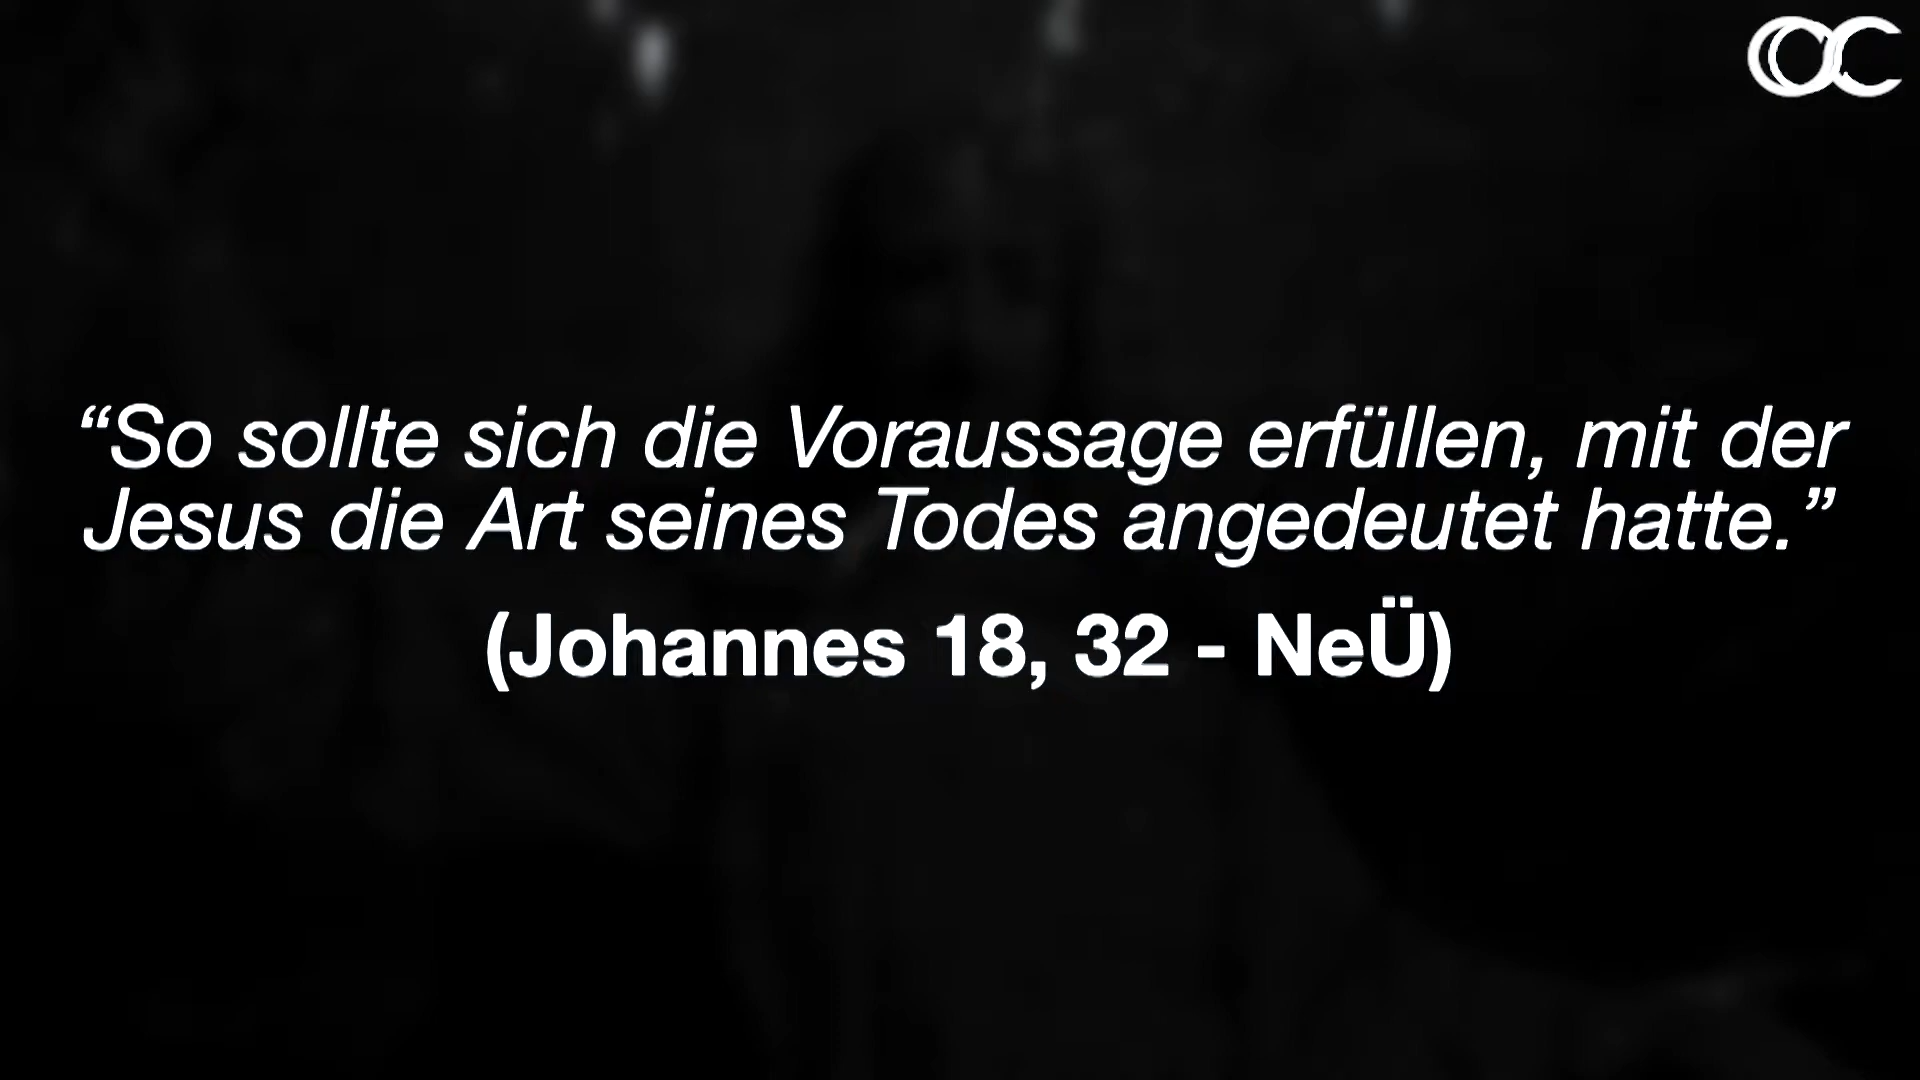 OC
“So sollte sich die Voraussage erfüllen, mit der
Jesus die Art seines Todes angedeutet hatte.”
(Johannes 18, 32 - NeÜ)